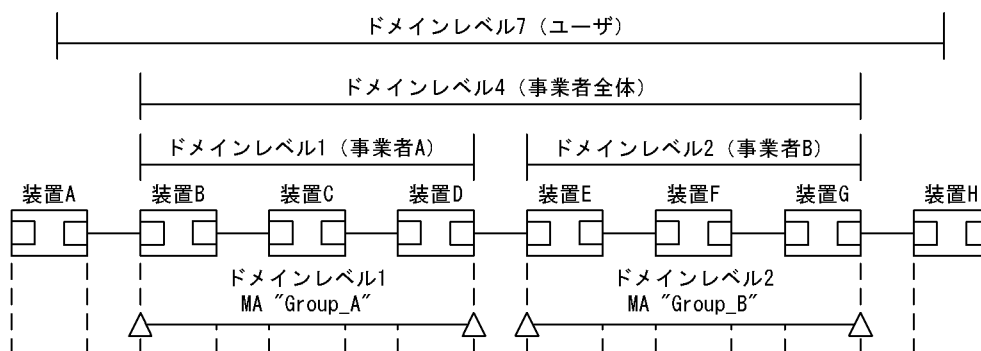 ドメインレベル7（ユーザ）
ドメインレベル4（事業者全体）
ドメインレベル1（事業者A） ドメインレベル2（事業者B）
装置A 装置B 装置C 装置D 装置E 装置F 装置G 装置H
ドメインレベル1 ドメインレベル2
MA "Group_A" MA "Group_B"